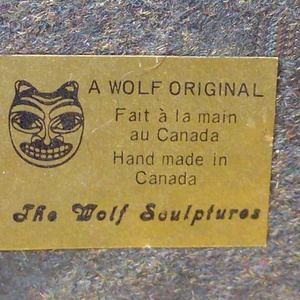 A WOLF ORIGINAL
Fait à la main
au Canada
Hand made in
Canada
The Wolf Sculptures